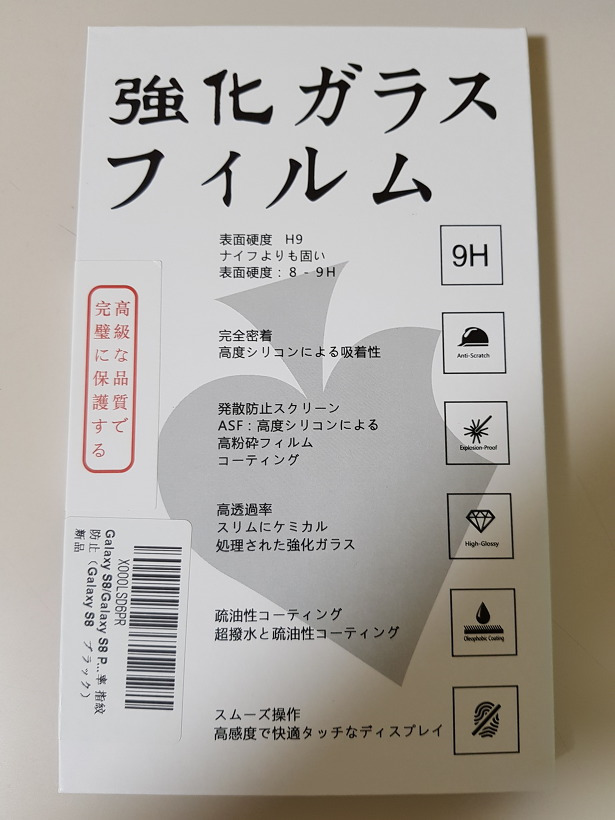 強化ガラス
フィルム
表面硬度 H9
ナイフよりも固い
表面硬度：8－9H
9H
完全密着
高度シリコンによる吸着性
Anti-Scratch
発散防止スクリーン
ASF：高度シリコンによる
高粉砕フィルム
コーティング
Explosion-Proof
高透過率
スリムにケミカル
処理された強化ガラス
High-Glossy
疏油性コーティング
超撥水と疏油性コーティング
Oleophobic Coating
スムーズ操作
高感度で快適タッチなディスプレイ
高級な品質で
完璧に保護する
X000LSD6PR
Galaxy S8/Galaxy S8 P...率 指紋
防止（Galaxy S8 ブラック）
新品